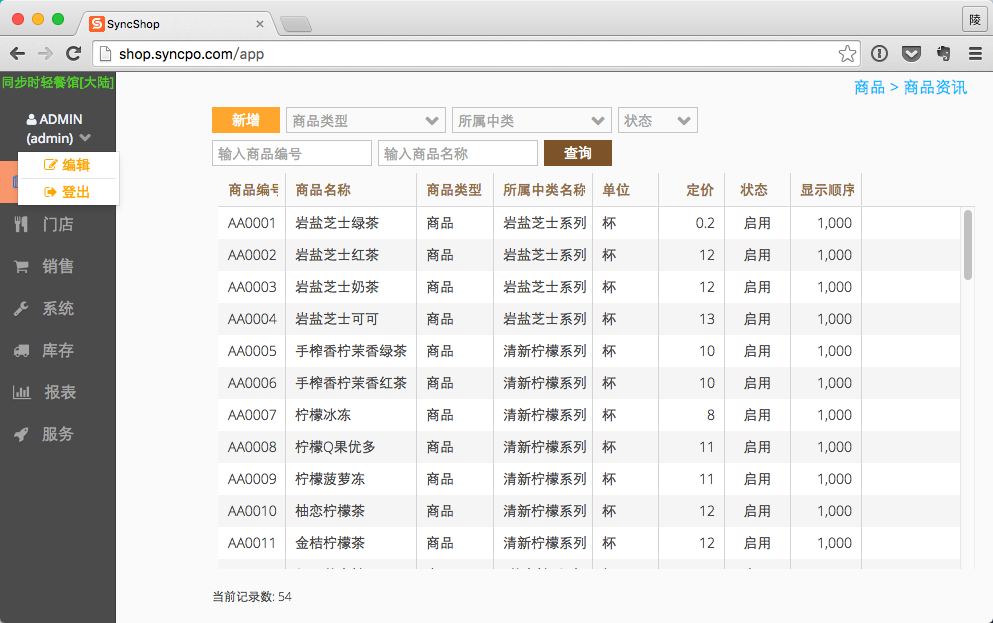 SyncShop
陵
shop.syncpo.com/app
同步时轻餐馆[大陆]
ADMIN
(admin)
编辑
登出
门店
销售
系统
库存
报表
服务
商品 > 商品资讯
新增 商品类型 所属中类 状态
输入商品编号 输入商品名称 查询
商品编号 商品名称 商品类型 所属中类名称 单位 定价 状态 显示顺序
AA0001 岩盐芝士绿茶 商品 岩盐芝士系列 杯 0.2 启用 1,000
AA0002 岩盐芝士红茶 商品 岩盐芝士系列 杯 12 启用 1,000
AA0003 岩盐芝士奶茶 商品 岩盐芝士系列 杯 12 启用 1,000
AA0004 岩盐芝士可可 商品 岩盐芝士系列 杯 13 启用 1,000
AA0005 手榨香柠茉香绿茶 商品 清新柠檬系列 杯 10 启用 1,000
AA0006 手榨香柠茉香红茶 商品 清新柠檬系列 杯 10 启用 1,000
AA0007 柠檬冰冻 商品 清新柠檬系列 杯 8 启用 1,000
AA0008 柠檬Q果优多 商品 清新柠檬系列 杯 11 启用 1,000
AA0009 柠檬菠萝冻 商品 清新柠檬系列 杯 11 启用 1,000
AA0010 柚恋柠檬茶 商品 清新柠檬系列 杯 12 启用 1,000
AA0011 金桔柠檬茶 商品 清新柠檬系列 杯 12 启用 1,000
当前记录数: 54